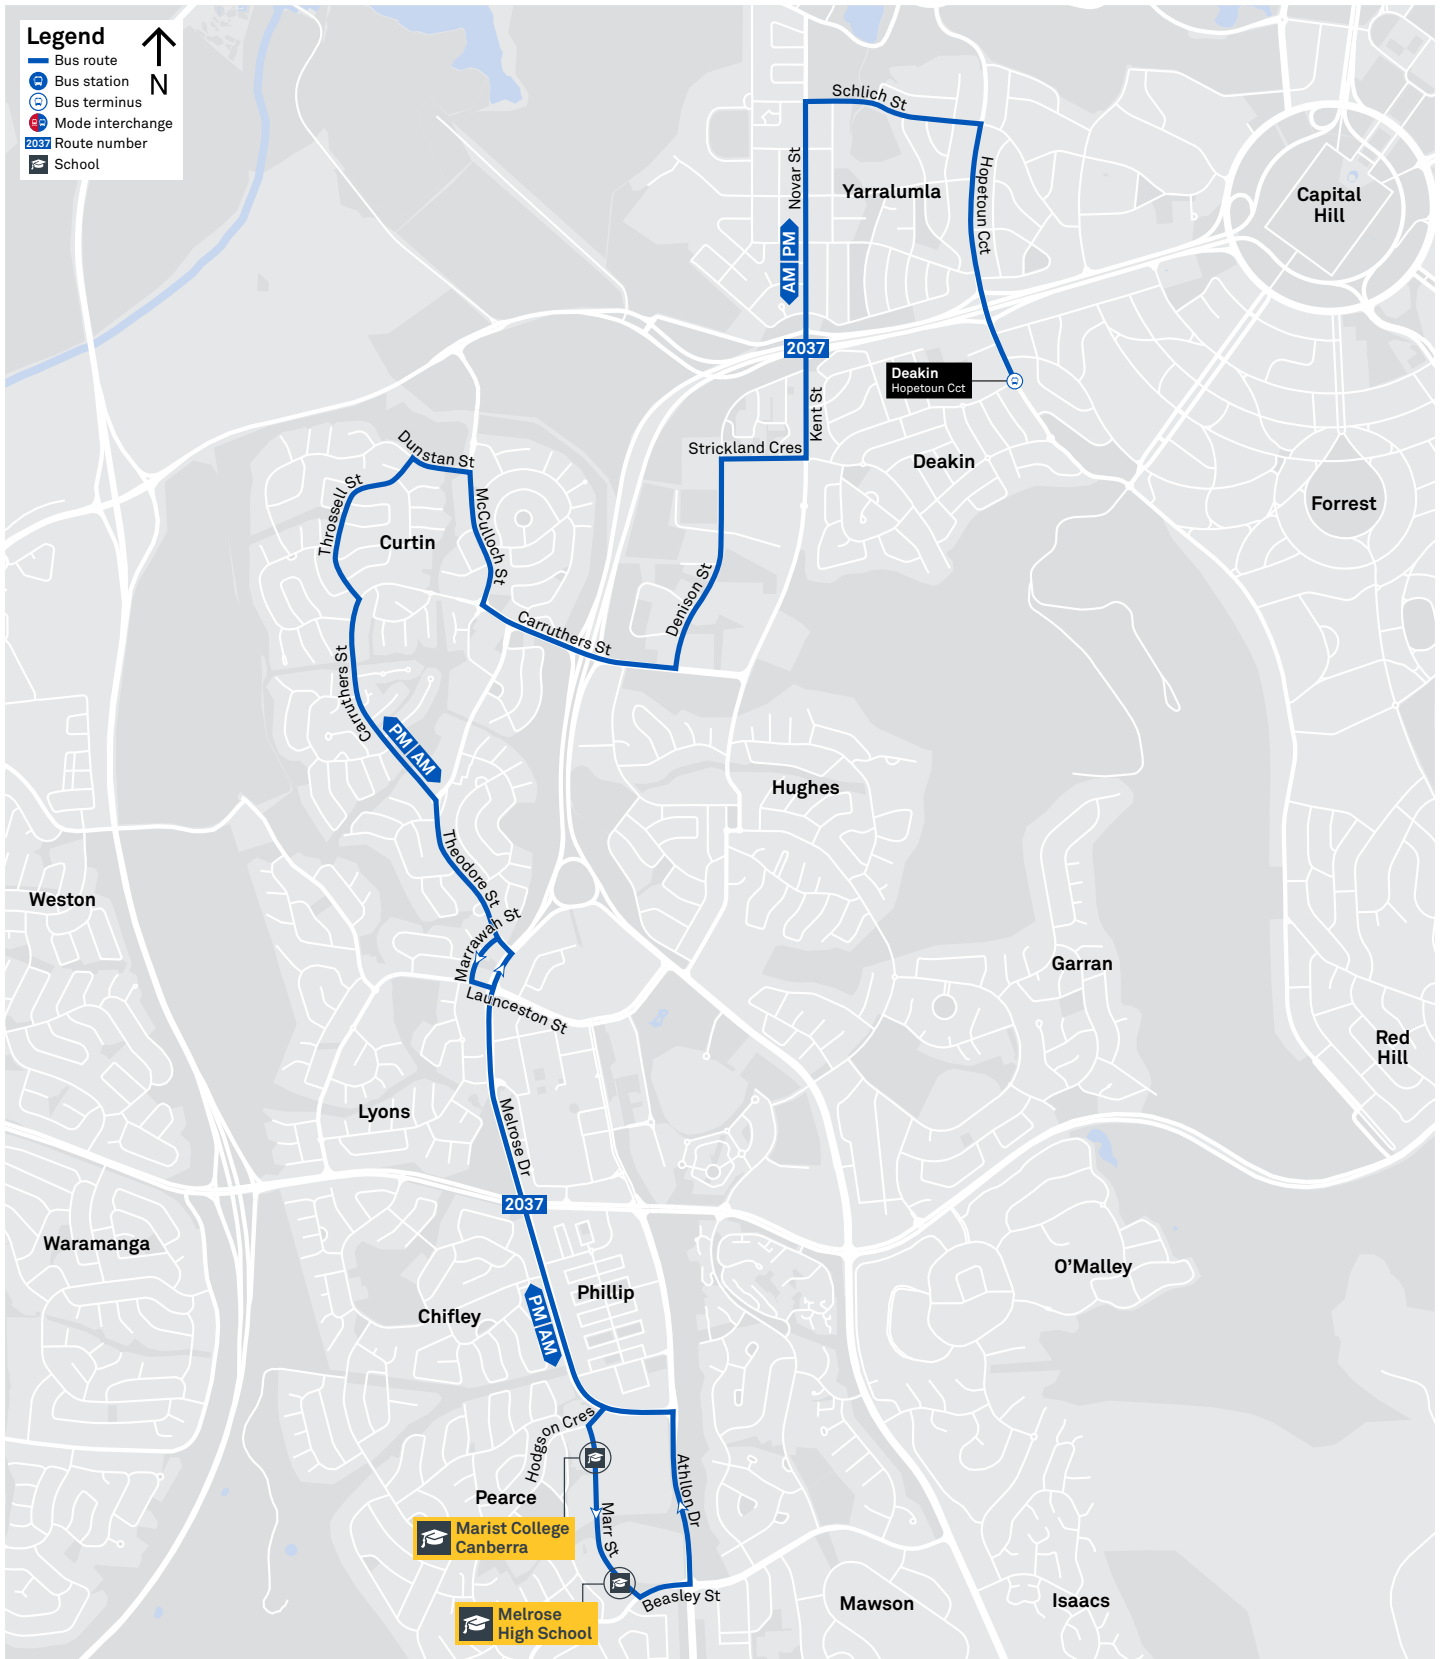 Legend
N
Bus route
Bus station
Bus terminus
Mode interchange
2037 Route number
School
Schlich St
Novar St
Yarralumla
Hopetoun Cct
Capital
Hill
AM | PM
2037
Deakin
Hopetoun Cct
Kent St
Strickland Cres
Deakin
Forrest
Dunstan St
Throssell St
McCulloch St
Curtin
Denison St
Carruthers St
Carruthers St
PM | AM
Hughes
Theodore St
Weston
Marrawah St
Launceston St
Garran
Red
Hill
Lyons
Melrose Dr
2037
Waramanga
O'Malley
Phillip
Chifley
PM | AM
Hodgson Cres
Athllon Dr
Pearce
Marr St
Marist College
Canberra
Beasley St
Melrose
High School
Mawson
Isaacs